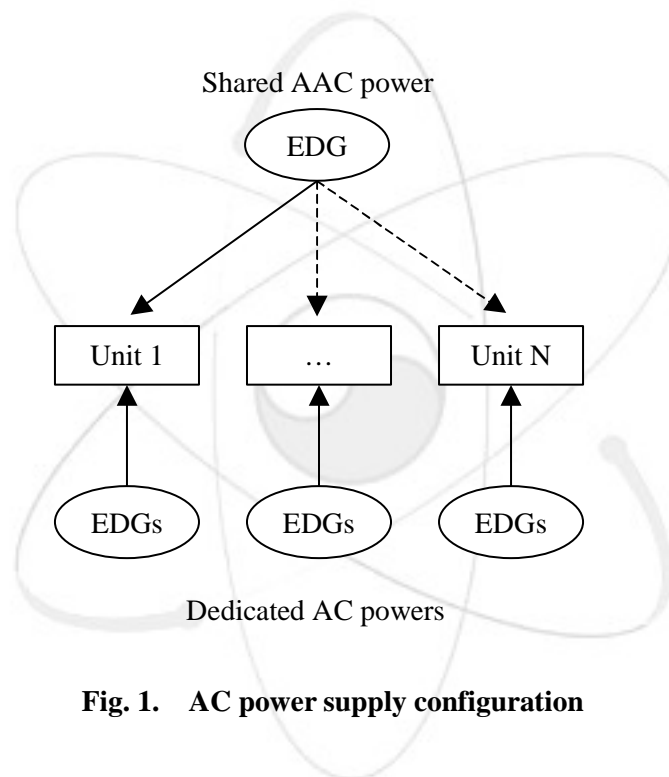 Shared AAC power
EDG
Unit 1
…
Unit N
EDGs
EDGs
EDGs
Dedicated AC powers
Fig. 1. AC power supply configuration